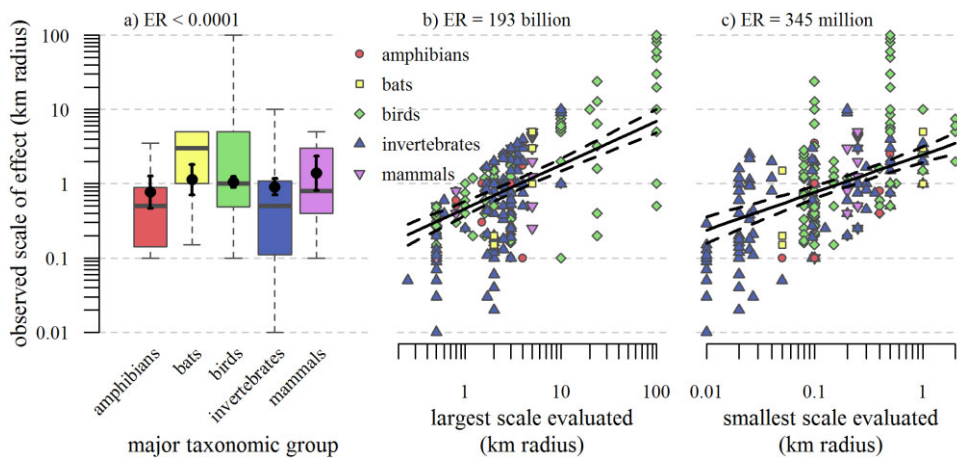 a) ER < 0.0001
b) ER = 193 billion
c) ER = 345 million
observed scale of effect (km radius)
100
10
1
0.1
0.01
amphibians
bats
birds
invertebrates
mammals
amphibians
bats
birds
invertebrates
mammals
major taxonomic group
1
10
100
largest scale evaluated
(km radius)
0.01
0.1
1
smallest scale evaluated
(km radius)